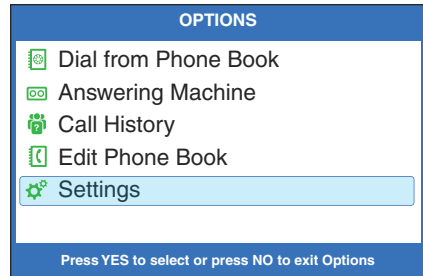 OPTIONS
Dial from Phone Book
Answering Machine
Call History
Edit Phone Book
Settings
Press YES to select or press NO to exit Options